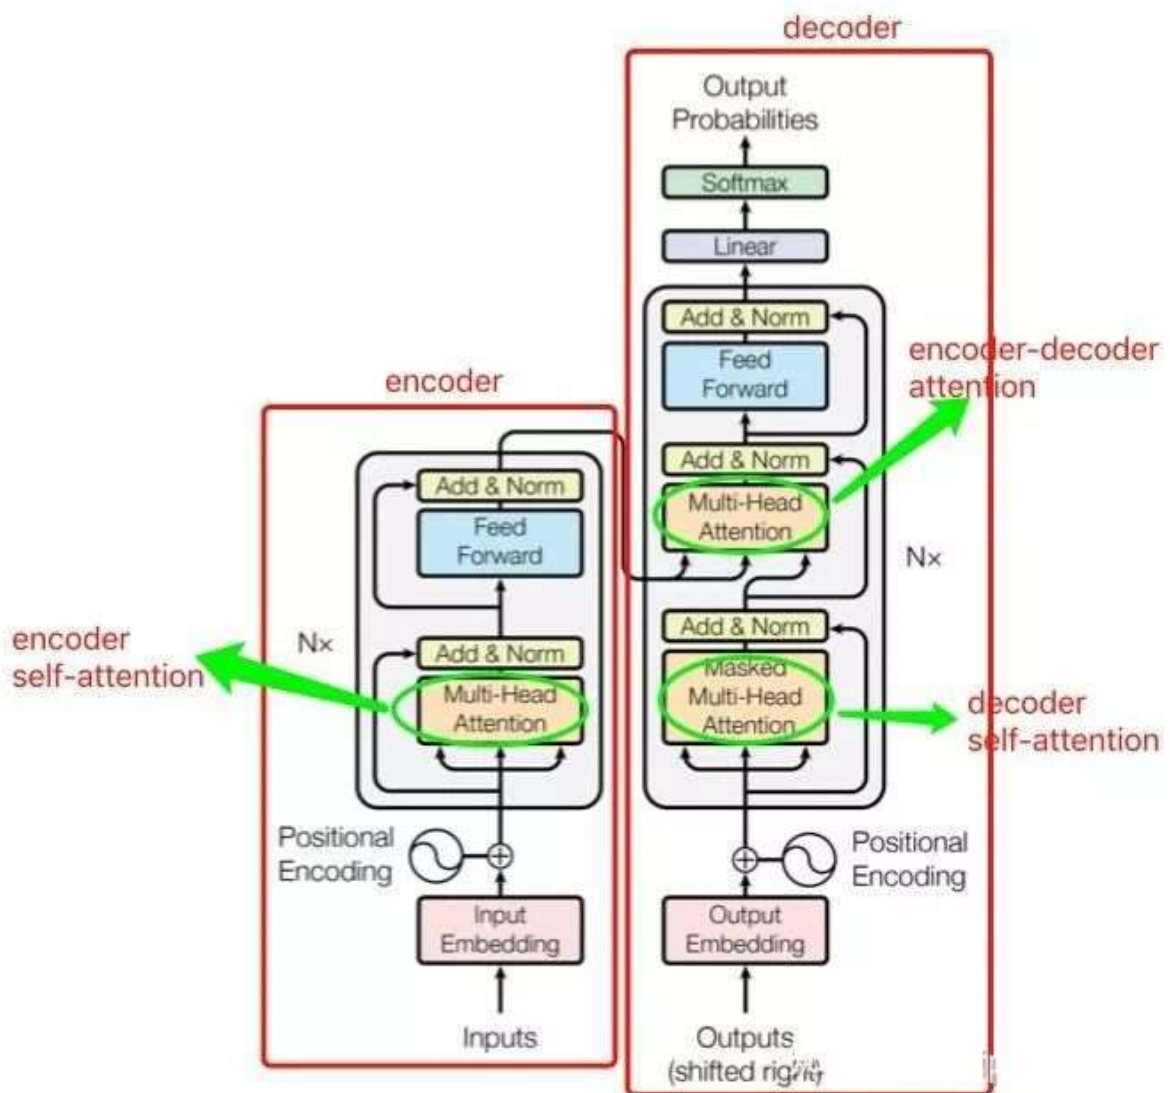 decoder
Output
Probabilities
Softmax
Linear
Add & Norm
Feed
Forward
Add & Norm
Multi-Head
Attention
encoder-decoder
attention
Nx
Add & Norm
Masked
Multi-Head
Attention
decoder
self-attention
Positional
Encoding
Output
Embedding
Outputs
(shifted right)
encoder
Add & Norm
Feed
Forward
Nx
Add & Norm
Multi-Head
Attention
encoder
self-attention
Positional
Encoding
Input
Embedding
Inputs